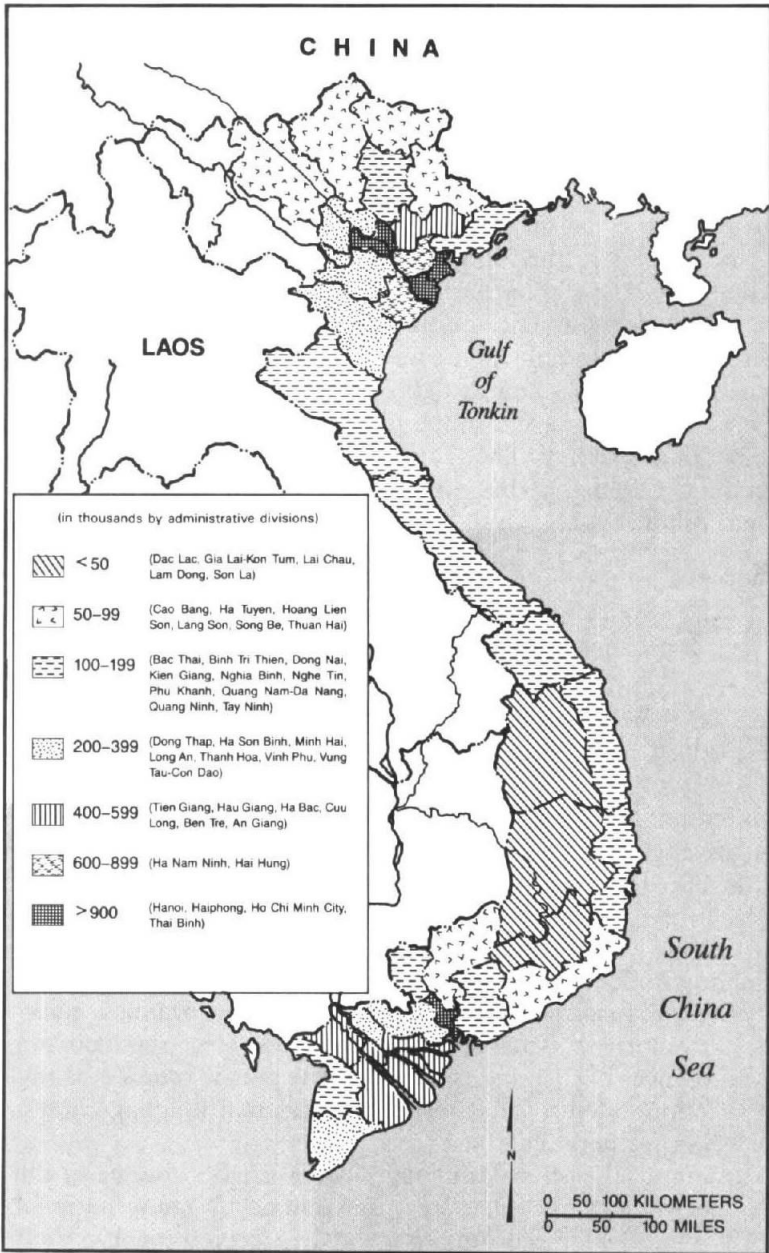 CHINA
LAOS
Gulf
of
Tonkin
(in thousands by administrative divisions)
<50 (Dac Lac, Gia Lai-Kon Tum, Lai Chau,
Lam Dong, Son La)
50–99 (Cao Bang, Ha Tuyen, Hoang Lien
Son, Lang Son, Song Be, Thuan Hai)
100–199 (Bac Thai, Binh Tri Thien, Dong Nai,
Kien Giang, Nghia Binh, Nghe Tin,
Phu Khanh, Quang Nam-Da Nang,
Quang Ninh, Tay Ninh)
200–399 (Dong Thap, Ha Son Binh, Minh Hai,
Long An, Thanh Hoa, Vinh Phu, Vung
Tau-Con Dao)
400–599 (Tien Giang, Hau Giang, Ha Bac, Cuu
Long, Ben Tre, An Giang)
600–899 (Ha Nam Ninh, Hai Hung)
>900 (Hanoi, Haiphong, Ho Chi Minh City,
Thai Binh)
South
China
Sea
N
0 50 100 KILOMETERS
0 50 100 MILES